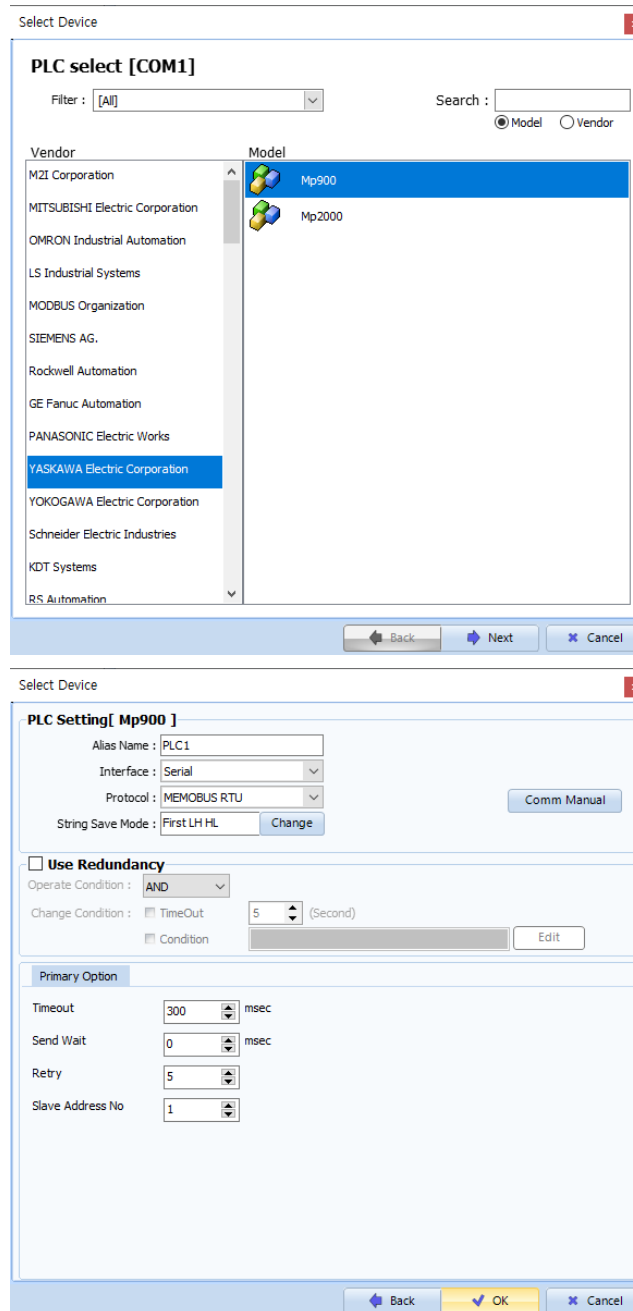 Select Device
PLC select [COM1]
Filter : [All]
Search :
Model Vendor
Vendor Model
M2I Corporation
MITSUBISHI Electric Corporation
OMRON Industrial Automation
LS Industrial Systems
MODBUS Organization
SIEMENS AG.
Rockwell Automation
GE Fanuc Automation
PANASONIC Electric Works
YASKAWA Electric Corporation
YOKOGAWA Electric Corporation
Schneider Electric Industries
KDT Systems
RS Automation
Mp900
Mp2000
Back Next Cancel
Select Device
PLC Setting[ Mp900 ]
Alias Name : PLC1
Interface : Serial
Protocol : MEMOBUS RTU
Comm Manual
String Save Mode : First LH HL Change
Use Redundancy
Operate Condition : AND
Change Condition : TimeOut 5 (Second)
Condition Edit
Primary Option
Timeout 300 msec
Send Wait 0 msec
Retry 5
Slave Address No 1
Back OK Cancel